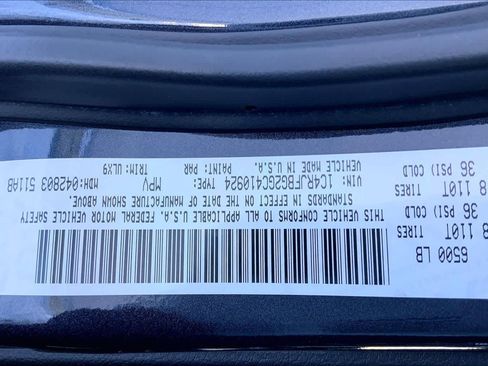 6500 LB
8 110T TIRES 36 PSI) COLD
8 110T TIRES 36 PSI) COLD
THIS VEHICLE CONFORMS TO ALL APPLICABLE U.S.A. FEDERAL MOTOR VEHICLE SAFETY
STANDARDS IN EFFECT ON THE DATE OF MANUFACTURE SHOWN ABOVE.
VIN: 1C4RJFBG2GC410924 TYPE: MPV MDH: 042803 511AB
VEHICLE MADE IN U.S.A. PAINT: PAR TRIM: ULX9